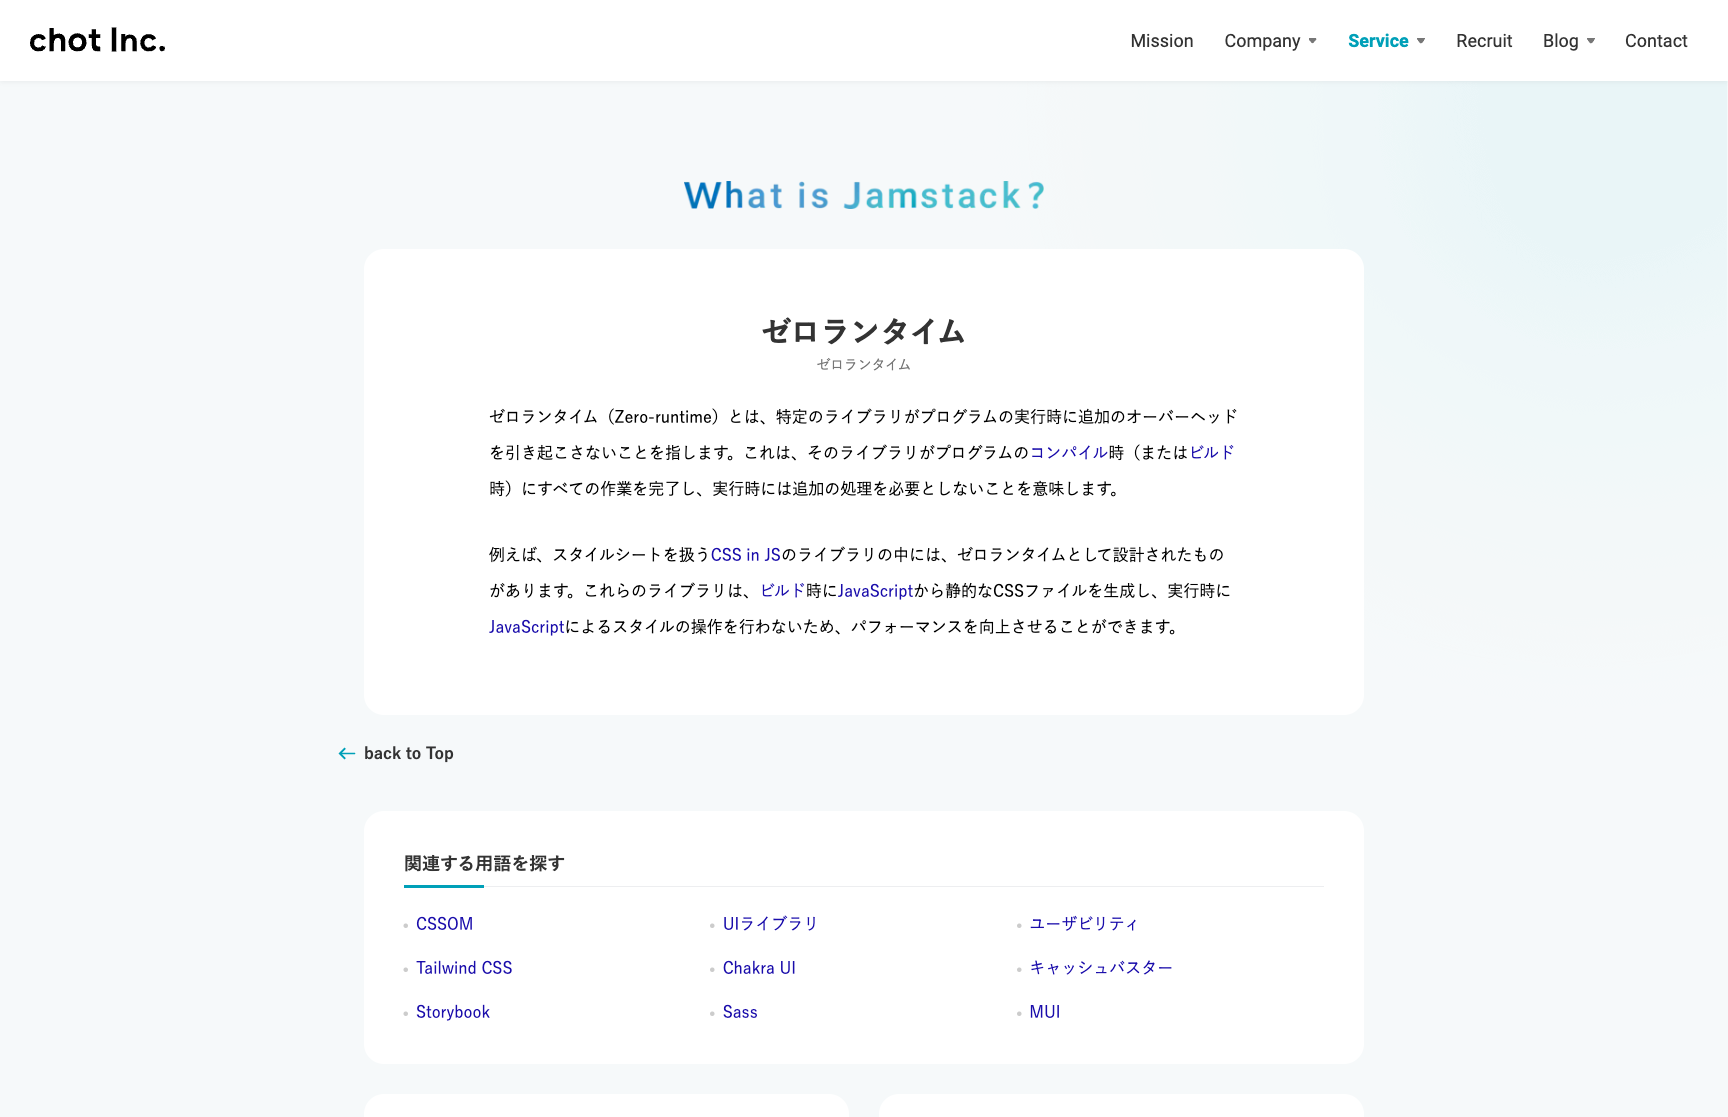 chot Inc.
Mission
Company
Service
Recruit
Blog
Contact
What is Jamstack?
ゼロランタイム
ゼロランタイム
ゼロランタイム（Zero-runtime）とは、特定のライブラリがプログラムの実行時に追加のオーバーヘッド
を引き起こさないことを指します。これは、そのライブラリがプログラムのコンパイル時（またはビルド
時）にすべての作業を完了し、実行時には追加の処理を必要としないことを意味します。
例えば、スタイルシートを扱うCSS in JSのライブラリの中には、ゼロランタイムとして設計されたもの
があります。これらのライブラリは、ビルド時にJavaScriptから静的なCSSファイルを生成し、実行時に
JavaScriptによるスタイルの操作を行わないため、パフォーマンスを向上させることができます。
back to Top
関連する用語を探す
CSSOM
UIライブラリ
ユーザビリティ
Tailwind CSS
Chakra UI
キャッシュバスター
Storybook
Sass
MUI